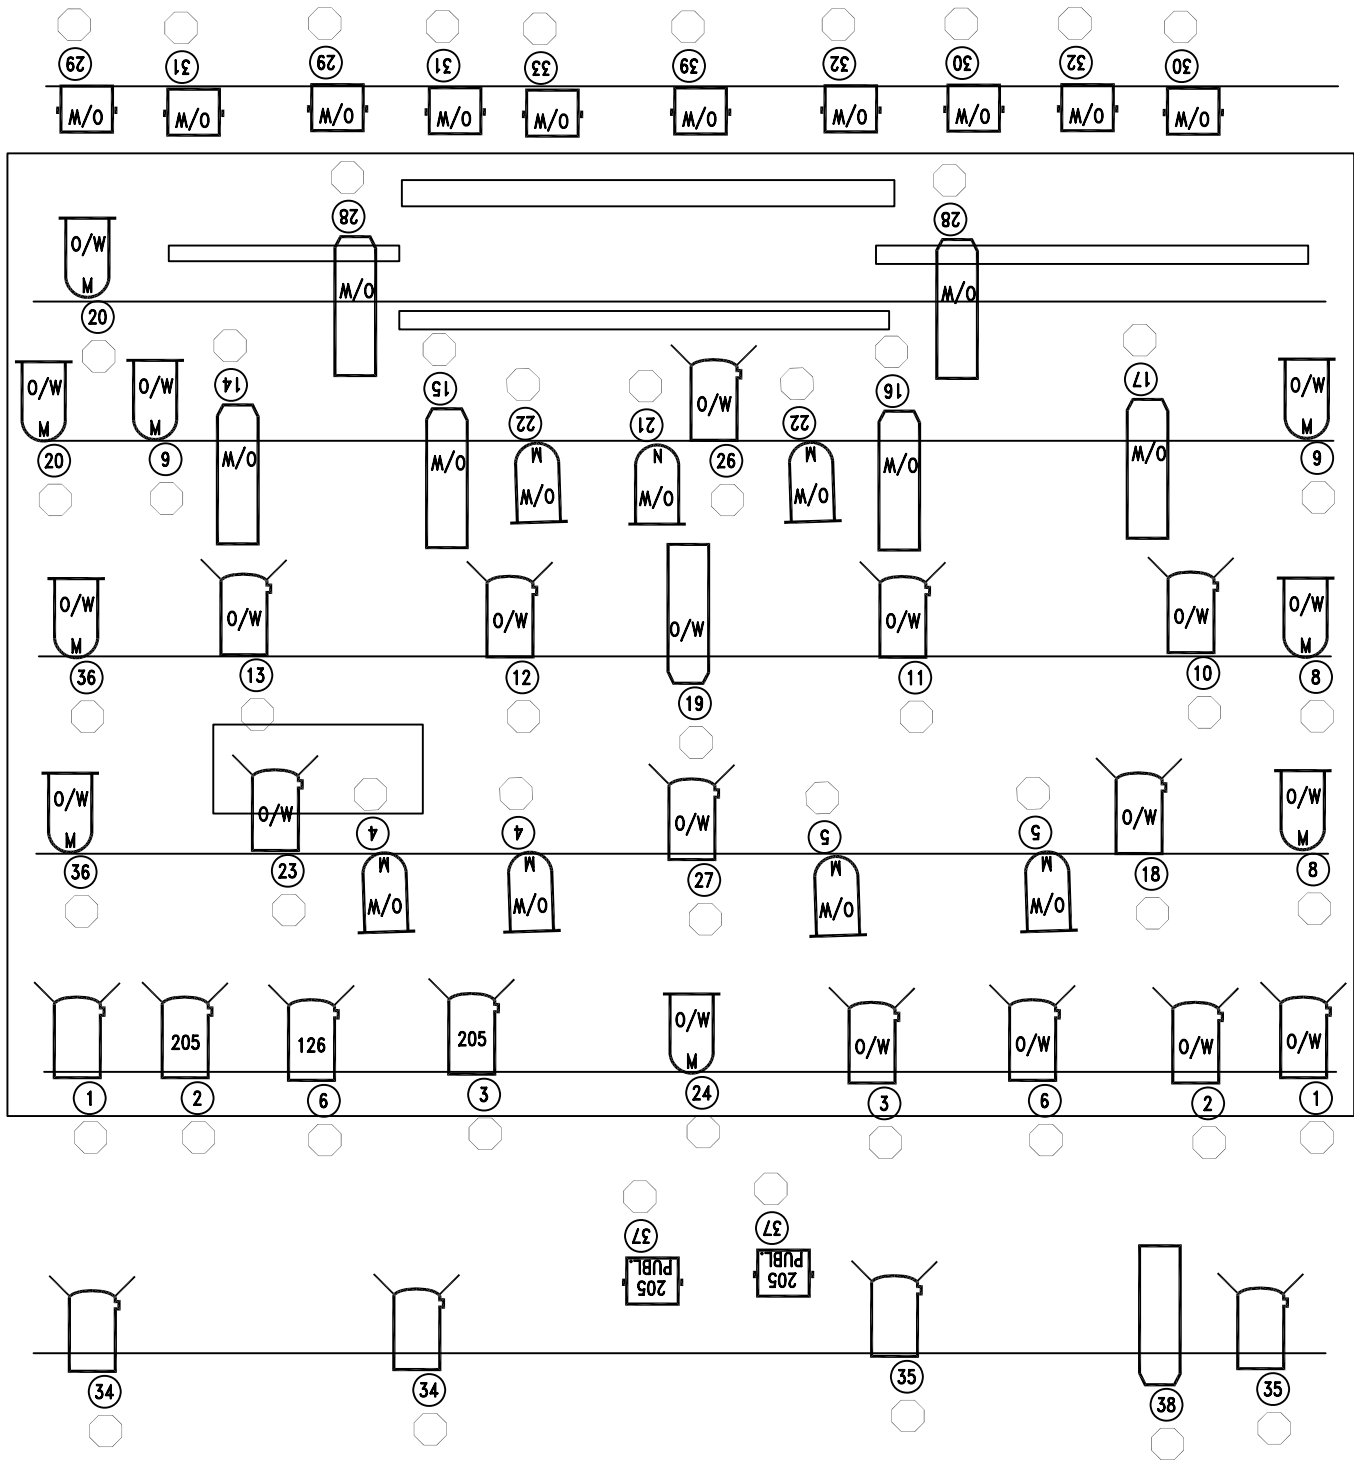 29 31 29 31 33 39 32 30 32 30
O/W O/W O/W O/W O/W O/W O/W O/W O/W O/W
28 28
O/W
O/W O/W
M
20
14 15 16 17
O/W O/W O/W O/W
22 21 22
M M M
20 9 O/W O/W O/W O/W 26 9
M N M
O/W O/W O/W
O/W O/W O/W O/W O/W O/W O/W
M M
36 13 12 19 11 10 8
O/W O/W O/W O/W O/W
M M
4 4 5 5
36 23 27 18 8
M M M M
O/W O/W O/W O/W
205 126 205 O/W O/W O/W O/W O/W
M
1 2 6 3 24 3 6 2 1
37 37
PUBL. PUBL.
205 205
34 34 35 38 35